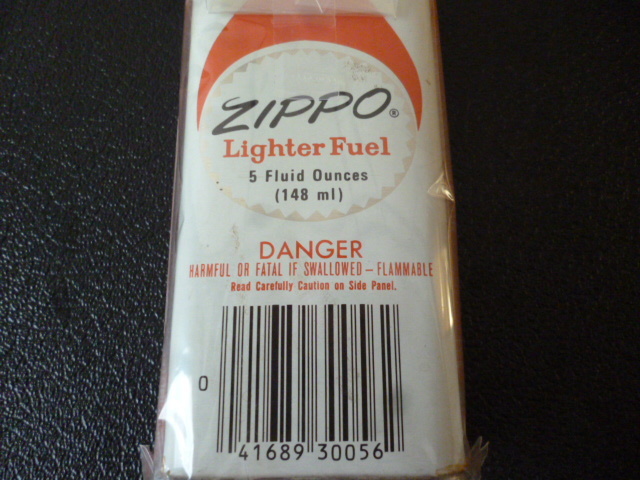 ZIPPO®
Lighter Fuel
5 Fluid Ounces
(148 ml)
DANGER
HARMFUL OR FATAL IF SWALLOWED – FLAMMABLE
Read Carefully Caution on Side Panel.
0 41689 30056